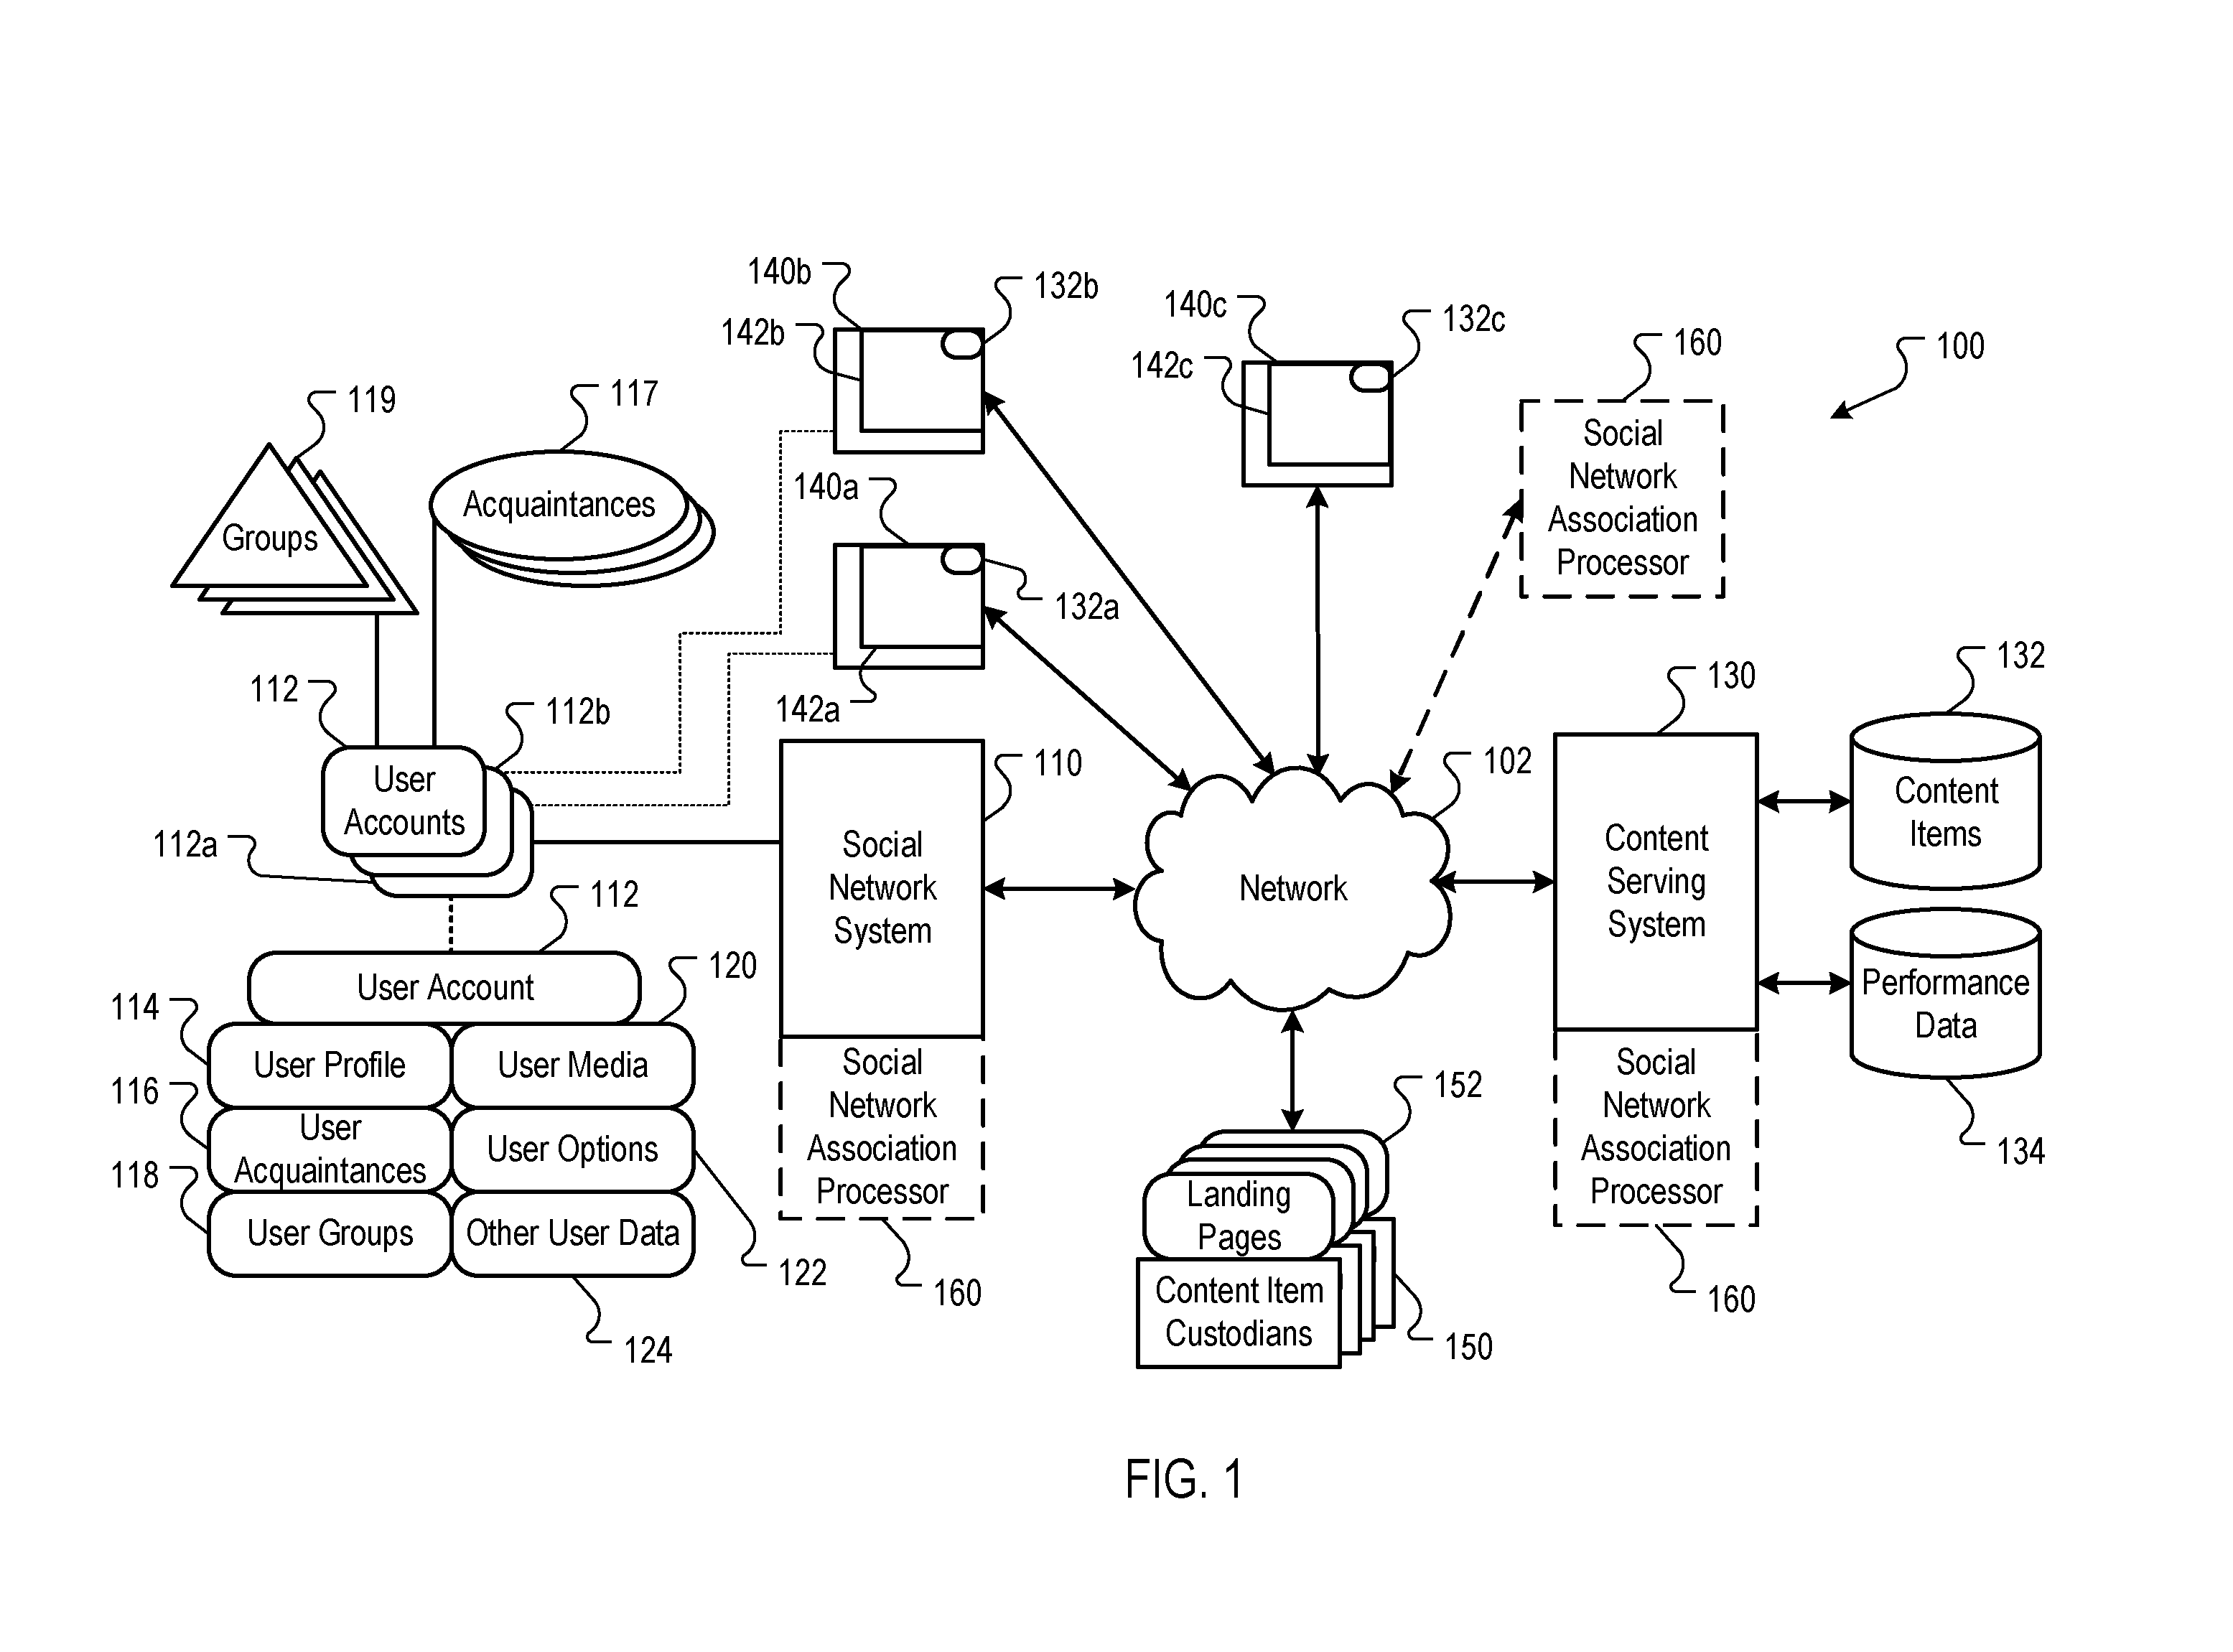 140b
132b
142b
140c
132c
142c
160
100
Social
Network
Association
Processor
119
117
Groups
Acquaintances
140a
132a
142a
112
112b
User
Accounts
112a
110
Social
Network
System
102
Network
130
Content
Serving
System
132
Content
Items
Performance
Data
134
112
User Account
120
114
User Profile
User Media
116
User
Acquaintances
User Options
118
User Groups
Other User Data
122
124
Social
Network
Association
Processor
160
152
Landing
Pages
Content Item
Custodians
150
Social
Network
Association
Processor
160
FIG. 1